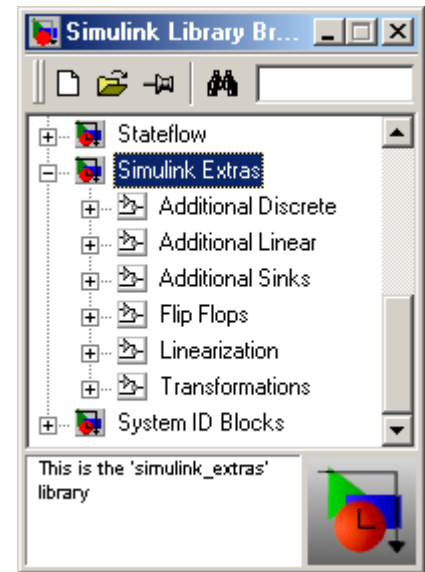 Simulink Library Br...
Stateflow
Simulink Extras
Additional Discrete
Additional Linear
Additional Sinks
Flip Flops
Linearization
Transformations
System ID Blocks
This is the 'simulink_extras'
library